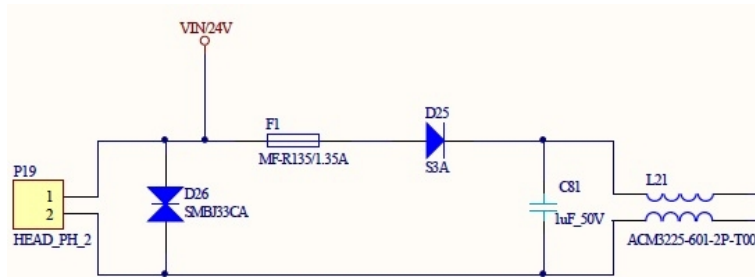 VIN/24V
F1
MF-R135/1.35A
D25
S3A
P19
1
2
HEAD_PH_2
D26
SMBJ33CA
C81
1uF_50V
L21
ACM3225-601-2P-T00